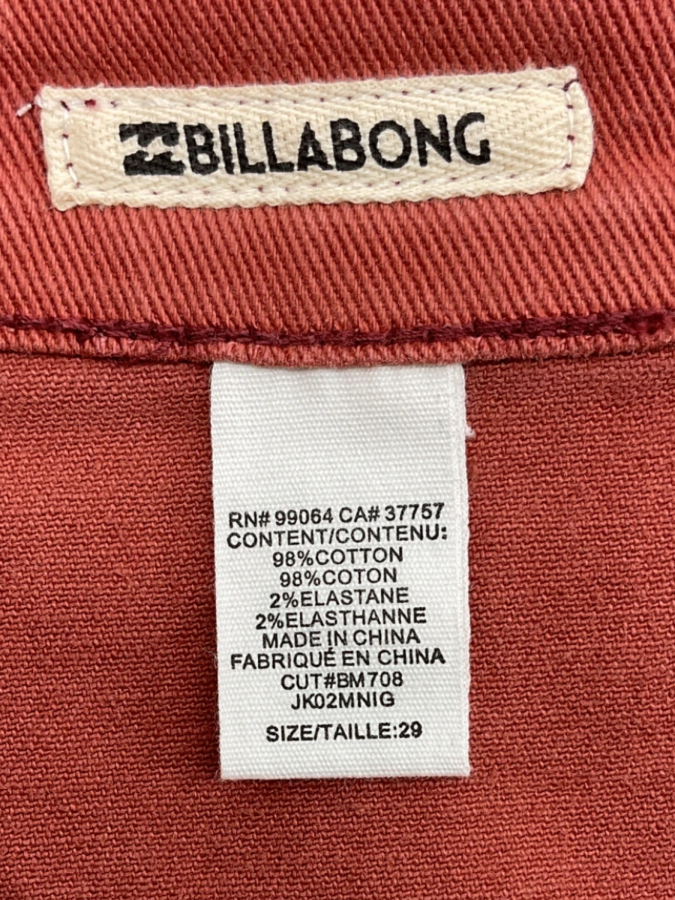 BILLABONG
RN# 99064 CA# 37757
CONTENT/CONTENU:
98%COTTON
98%COTON
2%ELASTANE
2%ELASTHANNE
MADE IN CHINA
FABRIQUÉ EN CHINA
CUT#BM708
JK02MNIG
SIZE/TAILLE:29